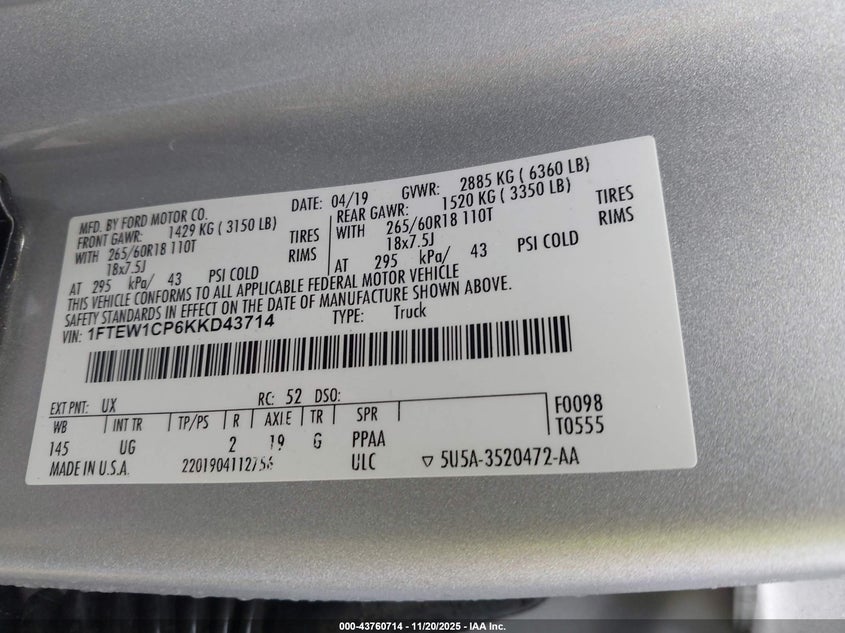 MFD. BY FORD MOTOR CO.
DATE: 04/19 GVWR: 2885 KG ( 6360 LB)
FRONT GAWR: 1429 KG ( 3150 LB)
REAR GAWR: 1520 KG ( 3350 LB)
WITH 265/60R18 110T TIRES
WITH 265/60R18 110T TIRES
18x7.5J RIMS
18x7.5J RIMS
AT 295 kPa/ 43 PSI COLD
AT 295 kPa/ 43 PSI COLD
THIS VEHICLE CONFORMS TO ALL APPLICABLE FEDERAL MOTOR VEHICLE
SAFETY STANDARDS IN EFFECT ON THE DATE OF MANUFACTURE SHOWN ABOVE.
VIN: 1FTEW1CP6KKD43714 TYPE: Truck
EXT PNT: UX RC: 52 DSO:
F0098
WB INT TR TP/PS R AXLE TR SPR
T0555
145 UG 2 19 G PPAA
MADE IN U.S.A. ULC 5U5A-3520472-AA
000-43760714 - 11/20/2025 - IAA Inc.